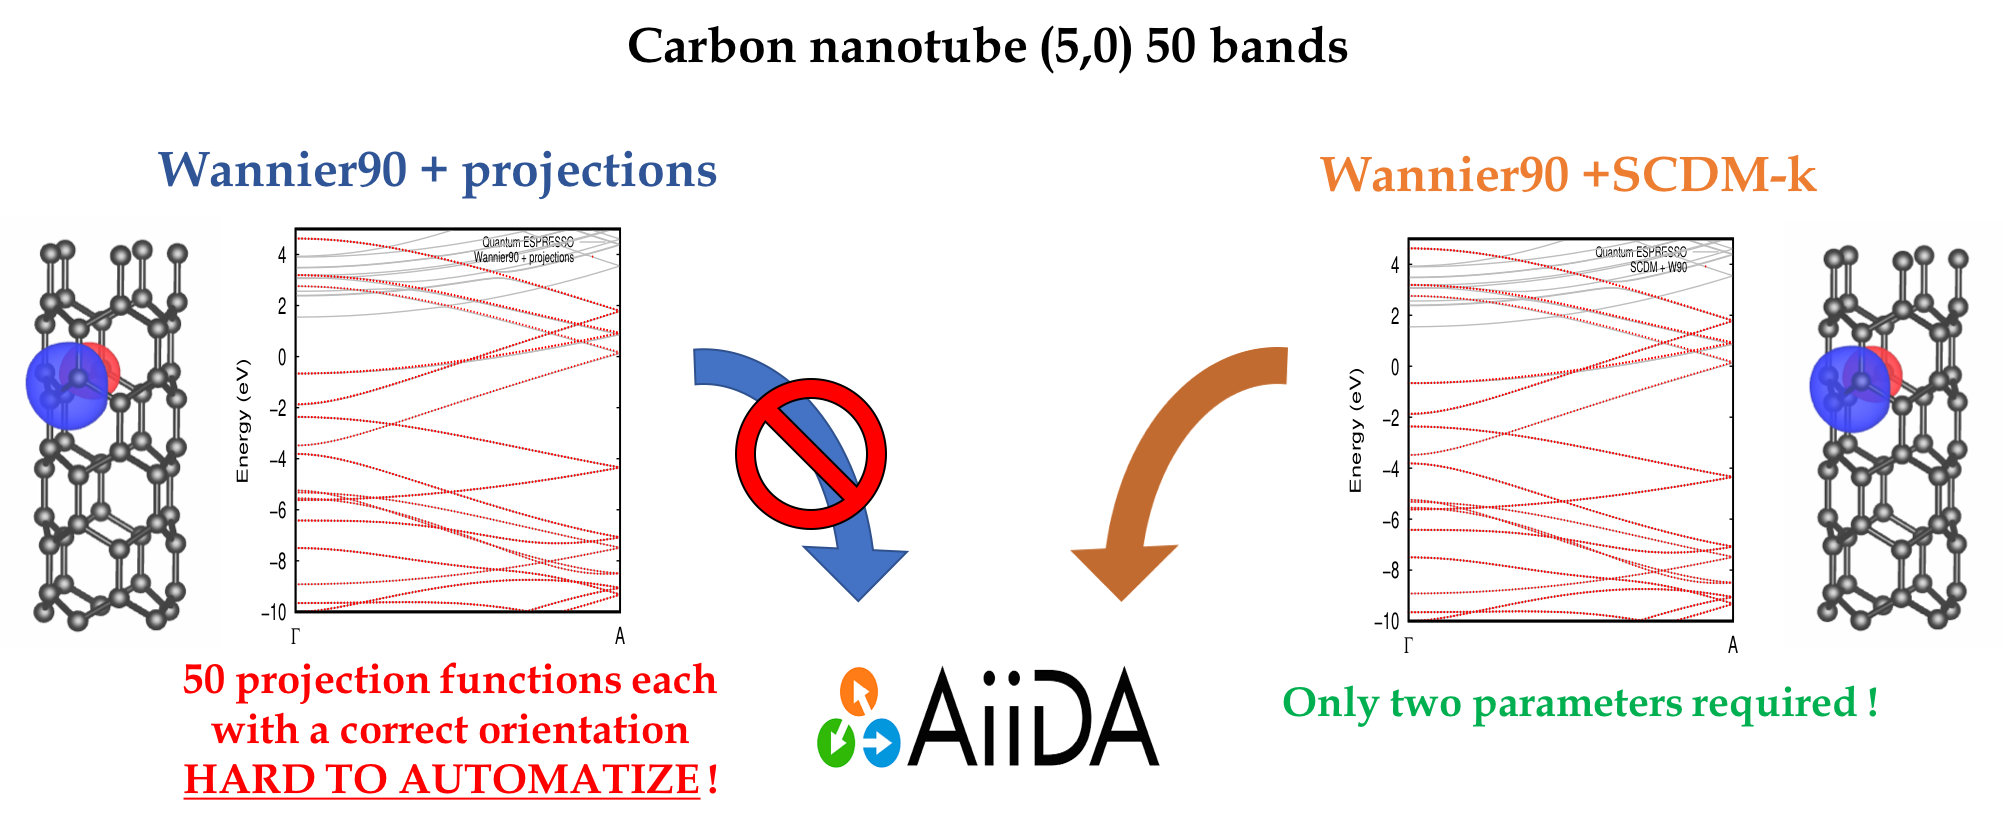 Carbon nanotube (5,0) 50 bands
Wannier90 + projections
Quantum ESPRESSO
Wannier90 + projections
4
2
0
−2
−4
−6
−8
−10
Energy (eV)
Γ
A
50 projection functions each
with a correct orientation
HARD TO AUTOMATIZE !
AiiDA
Wannier90 +SCDM-k
Quantum ESPRESSO
SCDM + W90
4
2
0
−2
−4
−6
−8
−10
Energy (eV)
Γ
A
Only two parameters required !